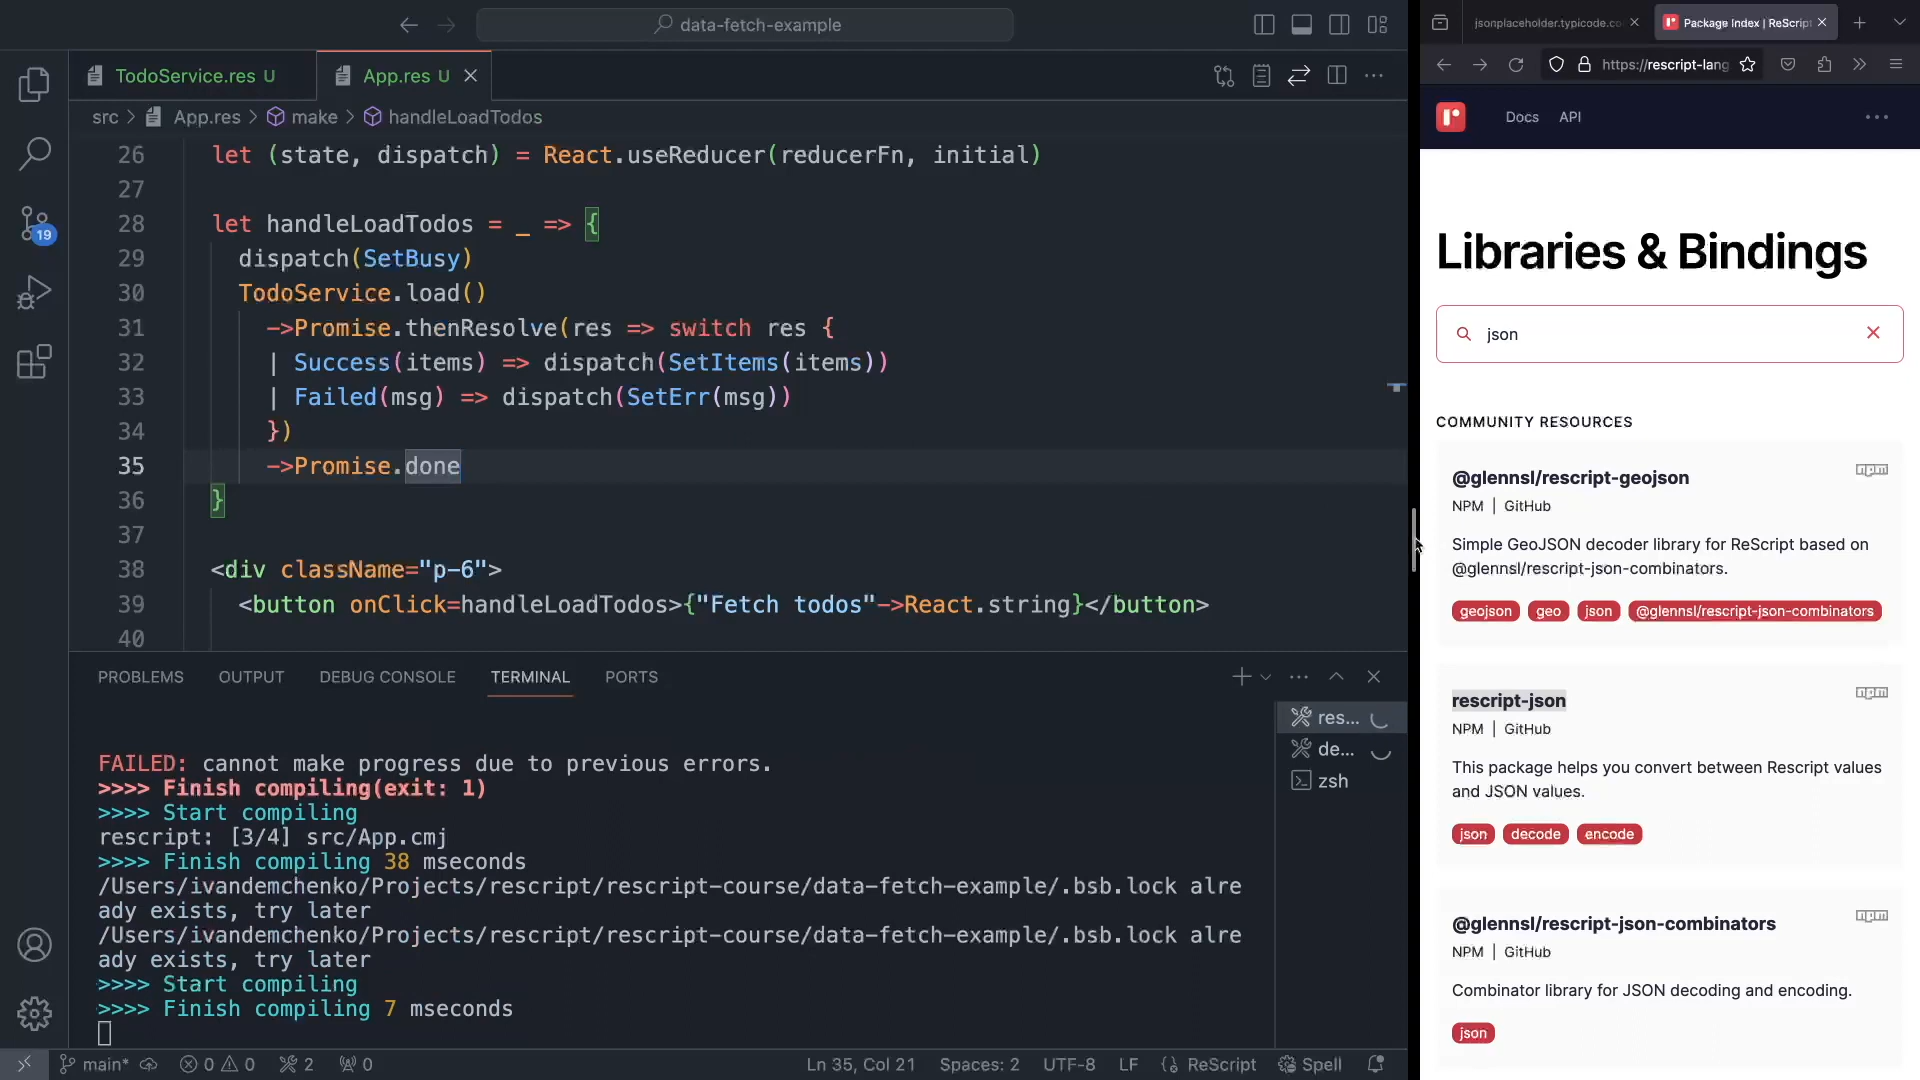 data-fetch-example
TodoService.res U
App.res U
src > App.res > make > handleLoadTodos
26 let (state, dispatch) = React.useReducer(reducerFn, initial)
27
28 let handleLoadTodos = _ => {
29 dispatch(SetBusy)
30 TodoService.load()
31 ->Promise.thenResolve(res => switch res {
32 | Success(items) => dispatch(SetItems(items))
33 | Failed(msg) => dispatch(SetErr(msg))
34 })
35 ->Promise.done
36 }
37
38 <div className="p-6">
39 <button onClick=handleLoadTodos>{"Fetch todos"->React.string}</button>
40
19
PROBLEMS OUTPUT DEBUG CONSOLE TERMINAL PORTS
FAILED: cannot make progress due to previous errors.
>>>> Finish compiling(exit: 1)
>>>> Start compiling
rescript: [3/4] src/App.cmj
>>>> Finish compiling 38 mseconds
/Users/ivandemchenko/Projects/rescript/rescript-course/data-fetch-example/.bsb.lock alre
ady exists, try later
/Users/ivandemchenko/Projects/rescript/rescript-course/data-fetch-example/.bsb.lock alre
ady exists, try later
>>>> Start compiling
>>>> Finish compiling 7 mseconds
res...
de...
zsh
main* 0 0 2 0 Ln 35, Col 21 Spaces: 2 UTF-8 LF ReScript Spell
jsonplaceholder.typicode.co
Package Index | ReScript
https://rescript-lang
Docs API
Libraries & Bindings
json
COMMUNITY RESOURCES
@glennsl/rescript-geojson
npm
NPM | GitHub
Simple GeoJSON decoder library for ReScript based on
@glennsl/rescript-json-combinators.
geojson geo json @glennsl/rescript-json-combinators
rescript-json
npm
NPM | GitHub
This package helps you convert between Rescript values
and JSON values.
json decode encode
@glennsl/rescript-json-combinators
npm
NPM | GitHub
Combinator library for JSON decoding and encoding.
json